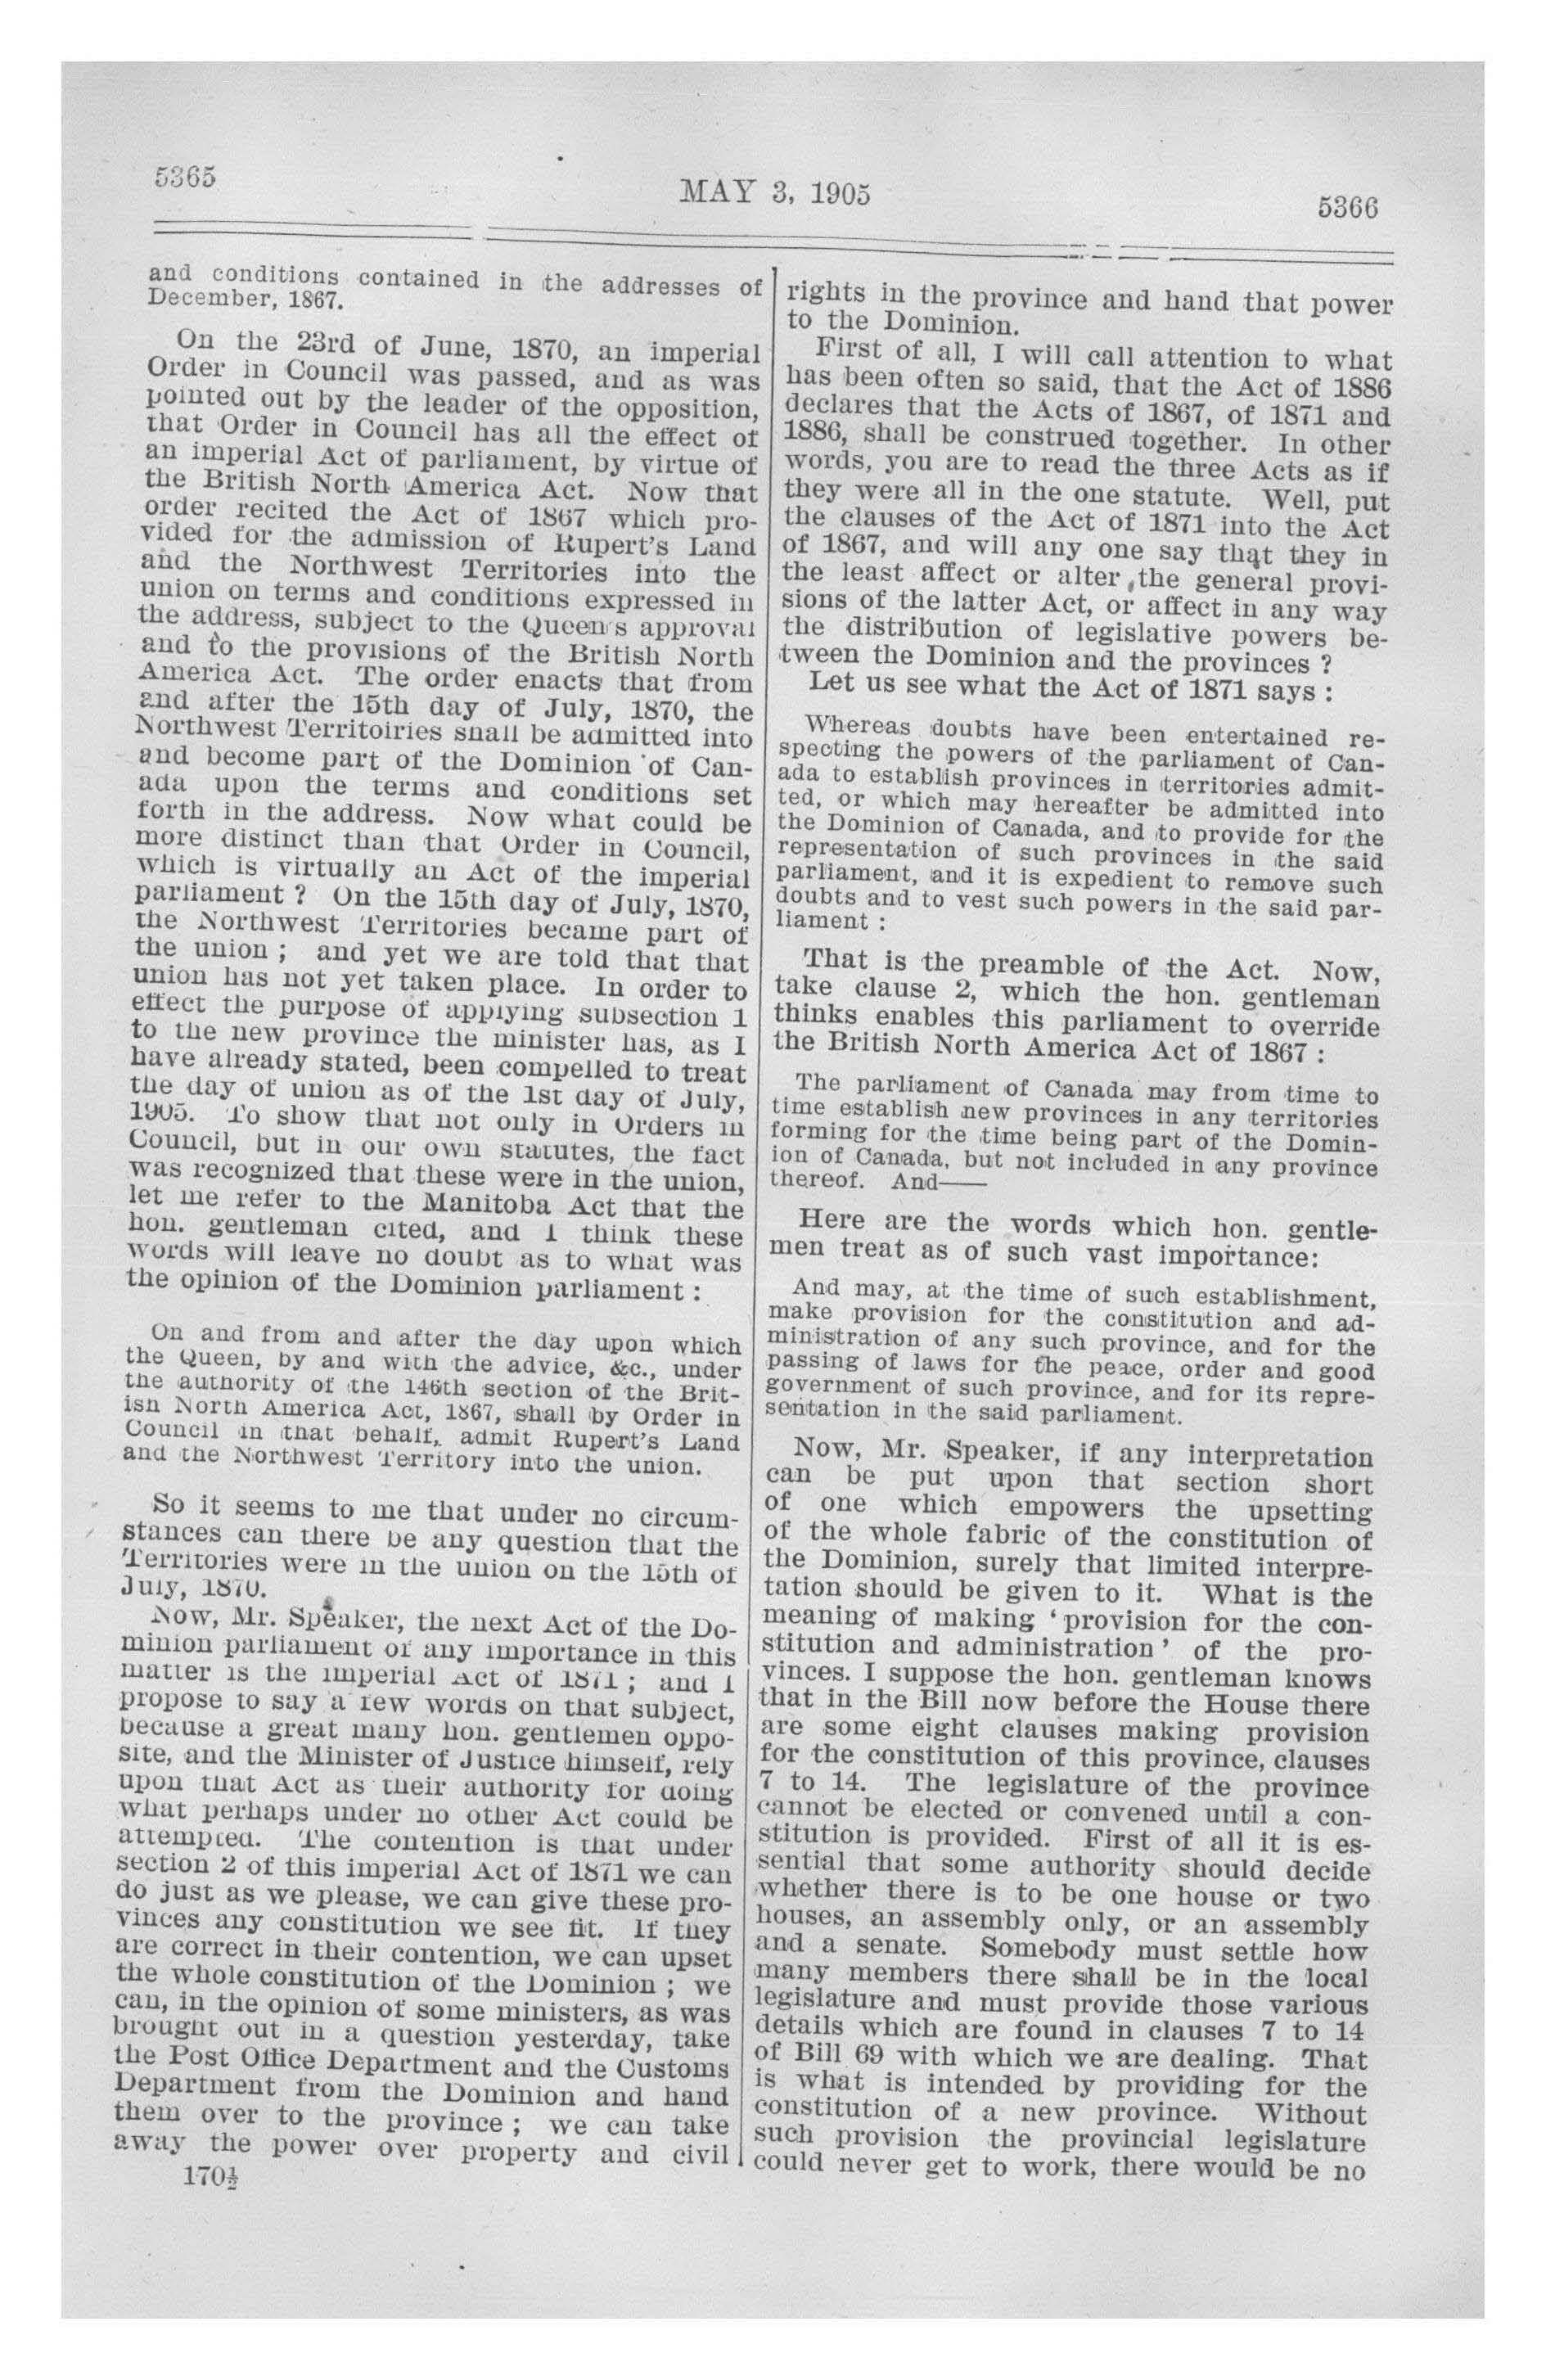 5365
MAY 3, 1905
5366
and conditions contained in the addresses of
December, 1867.
On the 23rd of June, 1870, an imperial
Order in Council was passed, and as was
pointed out by the leader of the opposition,
that Order in Council has all the effect of
an imperial Act of parliament, by virtue of
the British North America Act. Now that
order recited the Act of 1867 which pro-
vided for the admission of Rupert's Land
and the Northwest Territories into the
union on terms and conditions expressed in
the address, subject to the Queen's approval
and to the provisions of the British North
America Act. The order enacts that from
and after the 15th day of July, 1870, the
Northwest Territoiries shall be admitted into
and become part of the Dominion of Can-
ada upon the terms and conditions set
forth in the address. Now what could be
more distinct than that Order in Council,
which is virtually an Act of the imperial
parliament ? On the 15th day of July, 1870,
the Northwest Territories became part of
the union ; and yet we are told that that
union has not yet taken place. In order to
effect the purpose of applying subsection 1
to the new province the minister has, as I
have already stated, been compelled to treat
the day of union as of the 1st day of July,
1905. To show that not only in Orders in
Council, but in our own statutes, the fact
was recognized that these were in the union,
let me refer to the Manitoba Act that the
hon. gentleman cited, and I think these
words will leave no doubt as to what was
the opinion of the Dominion parliament :
On and from and after the day upon which
the Queen, by and with the advice, &c., under
the authority of the 146th section of the Brit-
ish North America Act, 1867, shall by Order in
Council in that behalf, admit Rupert's Land
and the Northwest Territory into the union.
So it seems to me that under no circum-
stances can there be any question that the
Territories were in the union on the 15th of
July, 1870.
Now, Mr. Speaker, the next Act of the Do-
minion parliament of any importance in this
matter is the imperial Act of 1871 ; and I
propose to say a few words on that subject,
because a great many hon. gentlemen oppo-
site, and the Minister of Justice himself, rely
upon that Act as their authority for doing
what perhaps under no other Act could be
attempted. The contention is that under
section 2 of this imperial Act of 1871 we can
do just as we please, we can give these pro-
vinces any constitution we see fit. If they
are correct in their contention, we can upset
the whole constitution of the Dominion ; we
can, in the opinion of some ministers, as was
brought out in a question yesterday, take
the Post Office Department and the Customs
Department from the Dominion and hand
them over to the province ; we can take
away the power over property and civil
170½
rights in the province and hand that power
to the Dominion.
First of all, I will call attention to what
has been often so said, that the Act of 1886
declares that the Acts of 1867, of 1871 and
1886, shall be construed together. In other
words, you are to read the three Acts as if
they were all in the one statute. Well, put
the clauses of the Act of 1871 into the Act
of 1867, and will any one say that they in
the least affect or alter the general provi-
sions of the latter Act, or affect in any way
the distribution of legislative powers be-
tween the Dominion and the provinces ?
Let us see what the Act of 1871 says :
Whereas doubts have been entertained re-
specting the powers of the parliament of Can-
ada to establish provinces in territories admit-
ted, or which may hereafter be admitted into
the Dominion of Canada, and to provide for the
representation of such provinces in the said
parliament, and it is expedient to remove such
doubts and to vest such powers in the said par-
liament :
That is the preamble of the Act. Now,
take clause 2, which the hon. gentleman
thinks enables this parliament to override
the British North America Act of 1867 :
The parliament of Canada may from time to
time establish new provinces in any territories
forming for the time being part of the Domin-
ion of Canada, but not included in any province
thereof. And——
Here are the words which hon. gentle-
men treat as of such vast importance:
And may, at the time of such establishment,
make provision for the constitution and ad-
ministration of any such province, and for the
passing of laws for the peace, order and good
government of such province, and for its repre-
sentation in the said parliament.
Now, Mr. Speaker, if any interpretation
can be put upon that section short
of one which empowers the upsetting
of the whole fabric of the constitution of
the Dominion, surely that limited interpre-
tation should be given to it. What is the
meaning of making ' provision for the con-
stitution and administration ' of the pro-
vinces. I suppose the hon. gentleman knows
that in the Bill now before the House there
are some eight clauses making provision
for the constitution of this province, clauses
7 to 14. The legislature of the province
cannot be elected or convened until a con-
stitution is provided. First of all it is es-
sential that some authority should decide
whether there is to be one house or two
houses, an assembly only, or an assembly
and a senate. Somebody must settle how
many members there shall be in the local
legislature and must provide those various
details which are found in clauses 7 to 14
of Bill 69 with which we are dealing. That
is what is intended by providing for the
constitution of a new province. Without
such provision the provincial legislature
could never get to work, there would be no